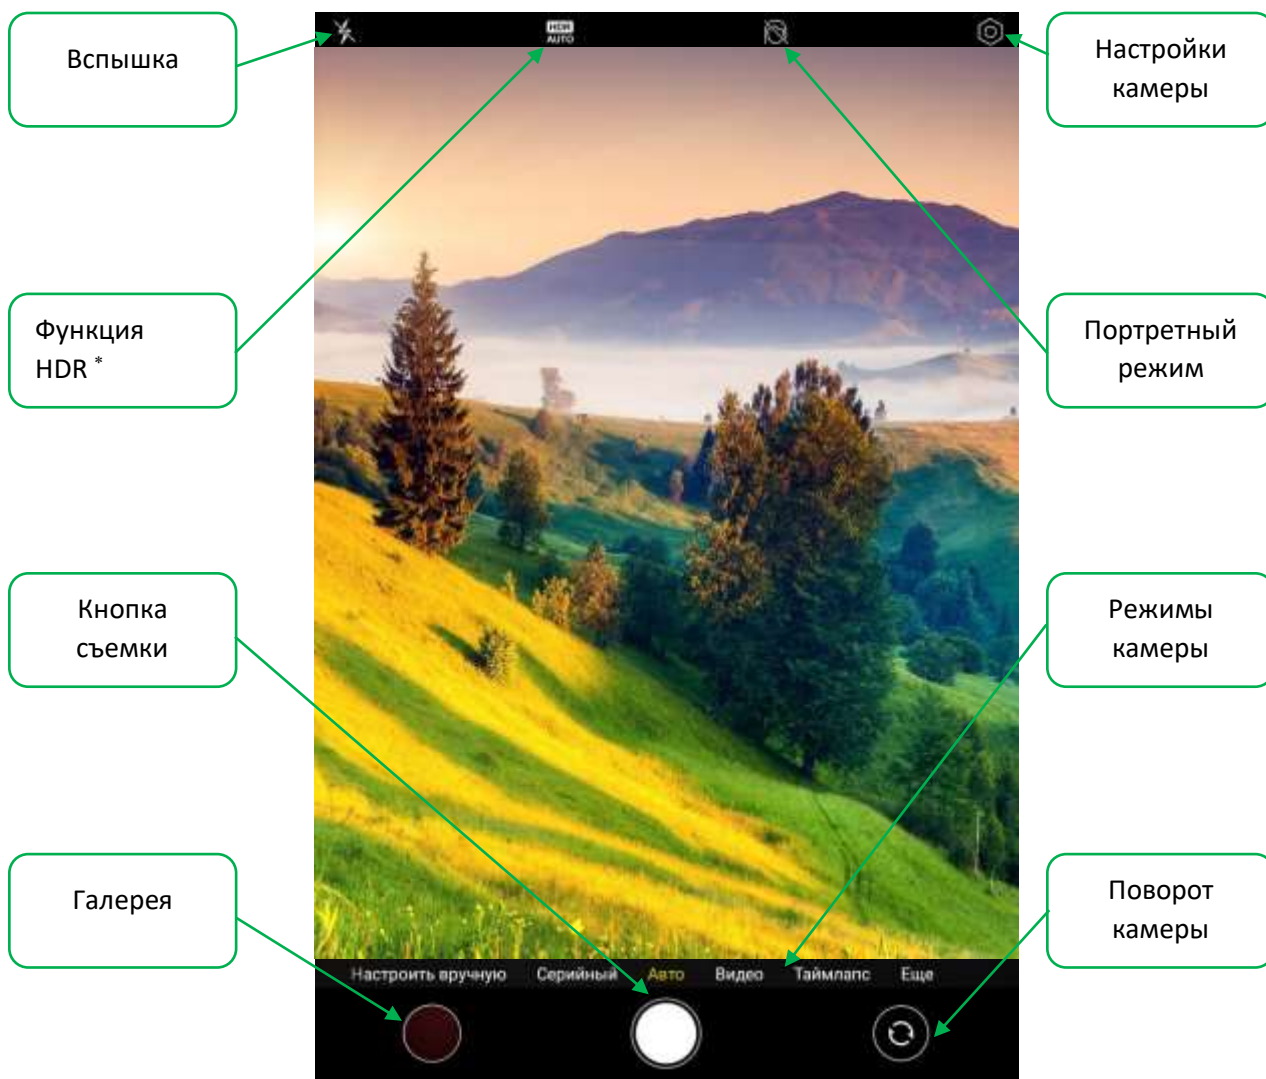 Вспышка
HDR
AUTO
Настройки
камеры
Функция
HDR *
Портретный
режим
Кнопка
съемки
Режимы
камеры
Галерея
Поворот
камеры
Настроить вручную Серийный Авто Видео Таймлапс Еще